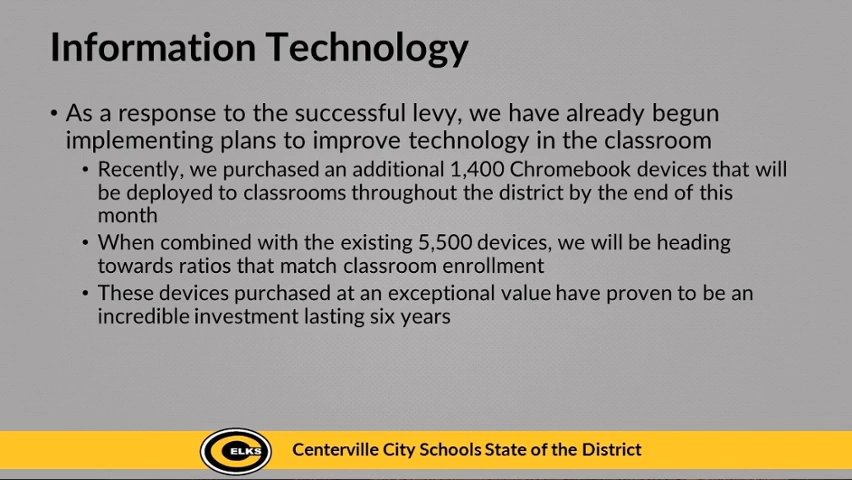 Information Technology
• As a response to the successful levy, we have already begun
implementing plans to improve technology in the classroom
• Recently, we purchased an additional 1,400 Chromebook devices that will
be deployed to classrooms throughout the district by the end of this
month
• When combined with the existing 5,500 devices, we will be heading
towards ratios that match classroom enrollment
• These devices purchased at an exceptional value have proven to be an
incredible investment lasting six years
ELKS
Centerville City Schools State of the District